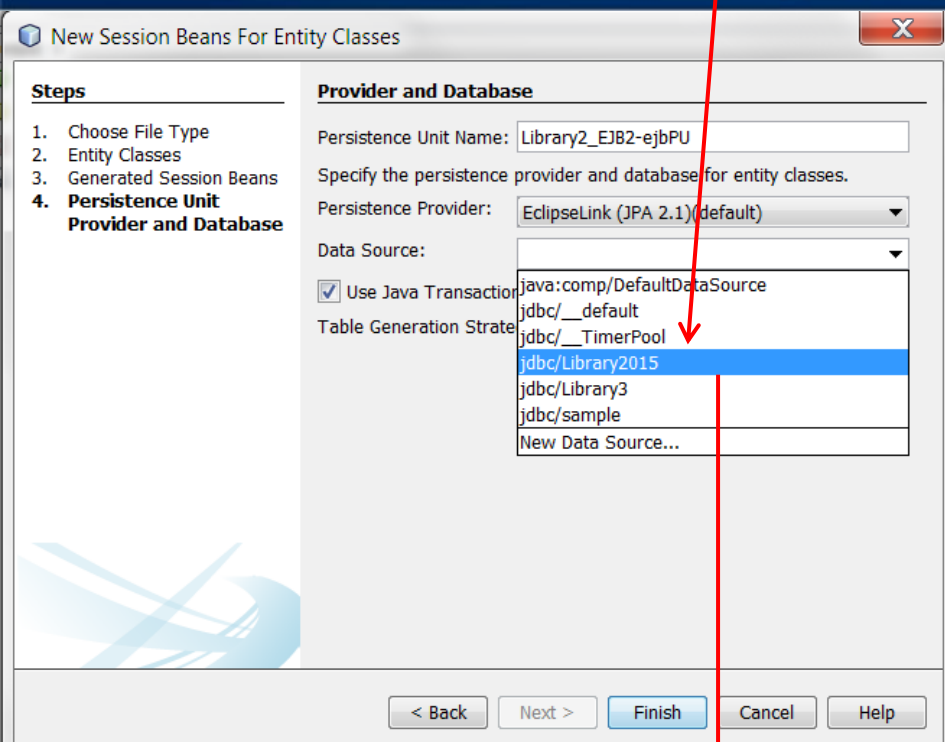 New Session Beans For Entity Classes
X
Steps
1. Choose File Type
2. Entity Classes
3. Generated Session Beans
4. Persistence Unit
Provider and Database
Provider and Database
Persistence Unit Name: Library2_EJB2-ejbPU
Specify the persistence provider and database for entity classes.
Persistence Provider: EclipseLink (JPA 2.1)(default)
Data Source:
Use Java Transaction
Table Generation Strate
java:comp/DefaultDataSource
jdbc/__default
jdbc/__TimerPool
jdbc/Library2015
jdbc/Library3
jdbc/sample
New Data Source...
< Back Next > Finish Cancel Help